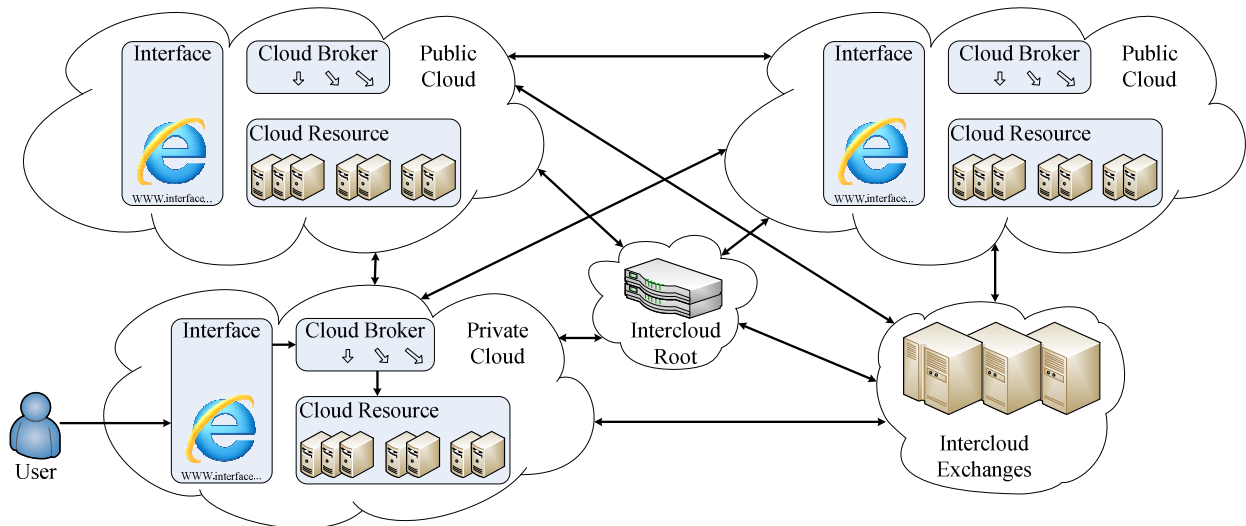 Interface
WWW.interface...
Cloud Broker
Public
Cloud
Cloud Resource
Interface
WWW.interface...
Cloud Broker
Public
Cloud
Cloud Resource
Intercloud
Root
Interface
WWW.interface...
Cloud Broker
Private
Cloud
Cloud Resource
User
Intercloud
Exchanges